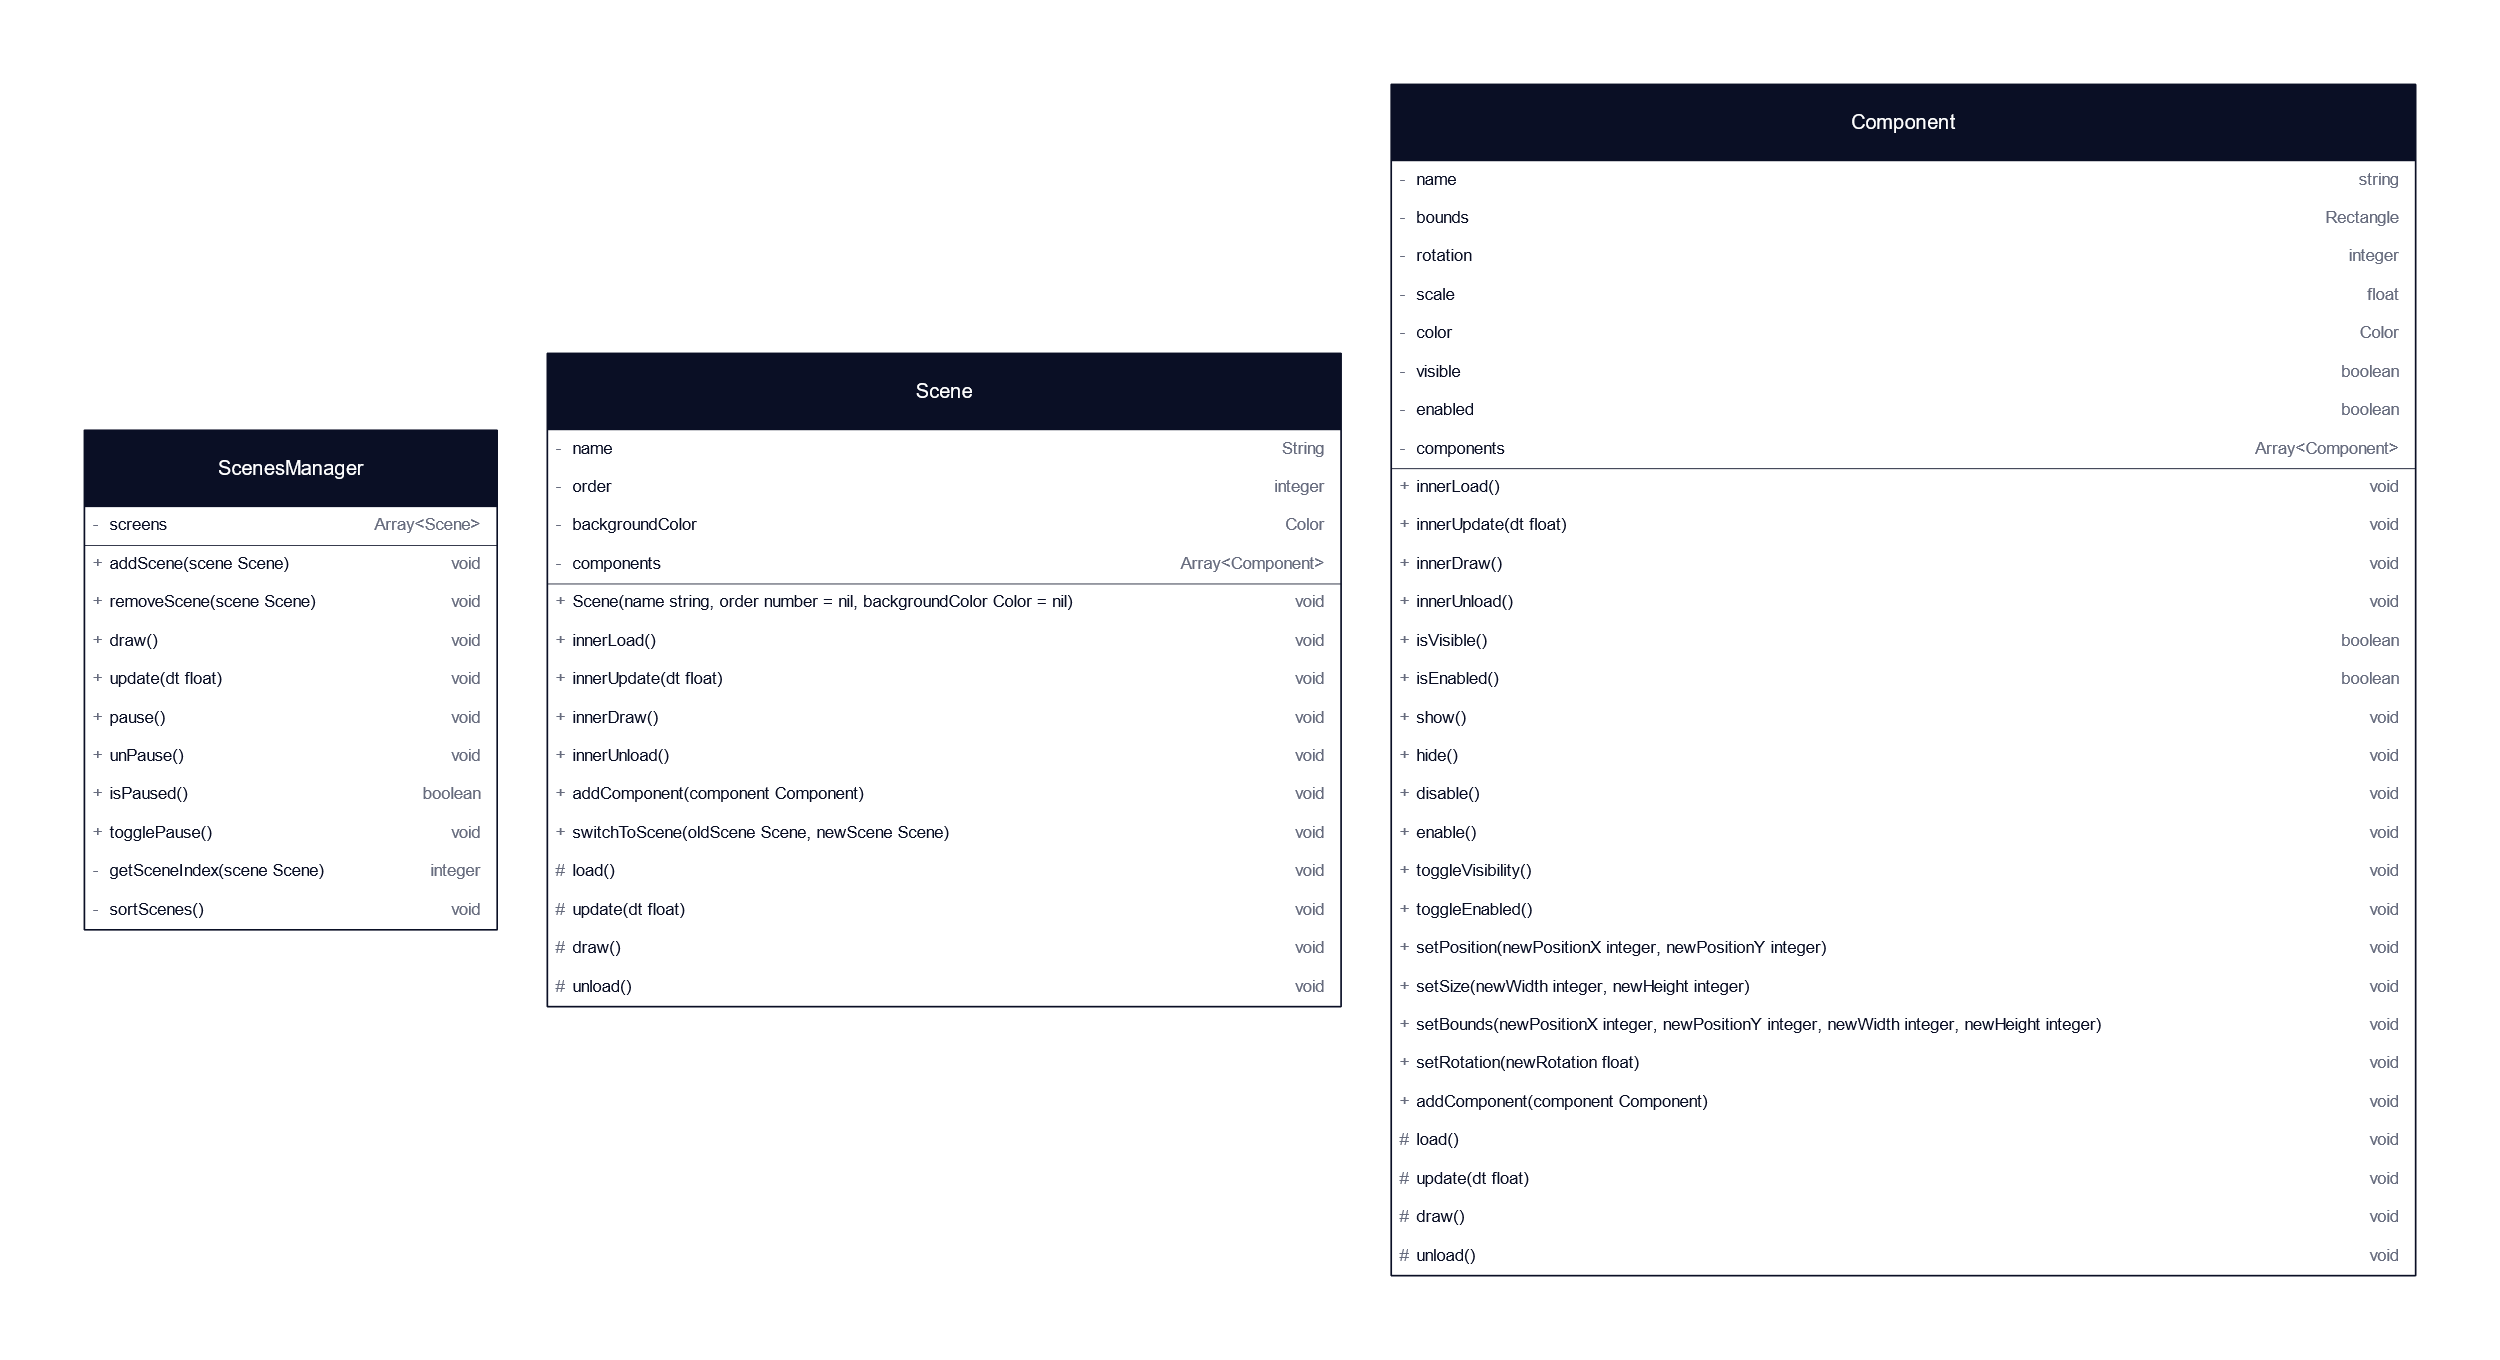 ScenesManager
- screens Array<Scene>
+ addScene(scene Scene) void
+ removeScene(scene Scene) void
+ draw() void
+ update(dt float) void
+ pause() void
+ unPause() void
+ isPaused() boolean
+ togglePause() void
- getSceneIndex(scene Scene) integer
- sortScenes() void
Scene
- name String
- order integer
- backgroundColor Color
- components Array<Component>
+ Scene(name string, order number = nil, backgroundColor Color = nil) void
+ innerLoad() void
+ innerUpdate(dt float) void
+ innerDraw() void
+ innerUnload() void
+ addComponent(component Component) void
+ switchToScene(oldScene Scene, newScene Scene) void
# load() void
# update(dt float) void
# draw() void
# unload() void
Component
- name string
- bounds Rectangle
- rotation integer
- scale float
- color Color
- visible boolean
- enabled boolean
- components Array<Component>
+ innerLoad() void
+ innerUpdate(dt float) void
+ innerDraw() void
+ innerUnload() void
+ isVisible() boolean
+ isEnabled() boolean
+ show() void
+ hide() void
+ disable() void
+ enable() void
+ toggleVisibility() void
+ toggleEnabled() void
+ setPosition(newPositionX integer, newPositionY integer) void
+ setSize(newWidth integer, newHeight integer) void
+ setBounds(newPositionX integer, newPositionY integer, newWidth integer, newHeight integer) void
+ setRotation(newRotation float) void
+ addComponent(component Component) void
# load() void
# update(dt float) void
# draw() void
# unload() void